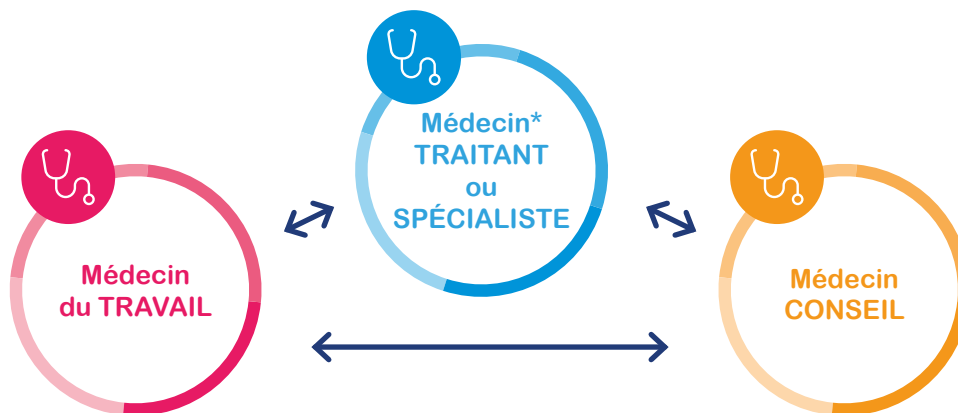 Médecin*
TRAITANT
ou
SPÉCIALISTE
Médecin
du TRAVAIL
Médecin
CONSEIL